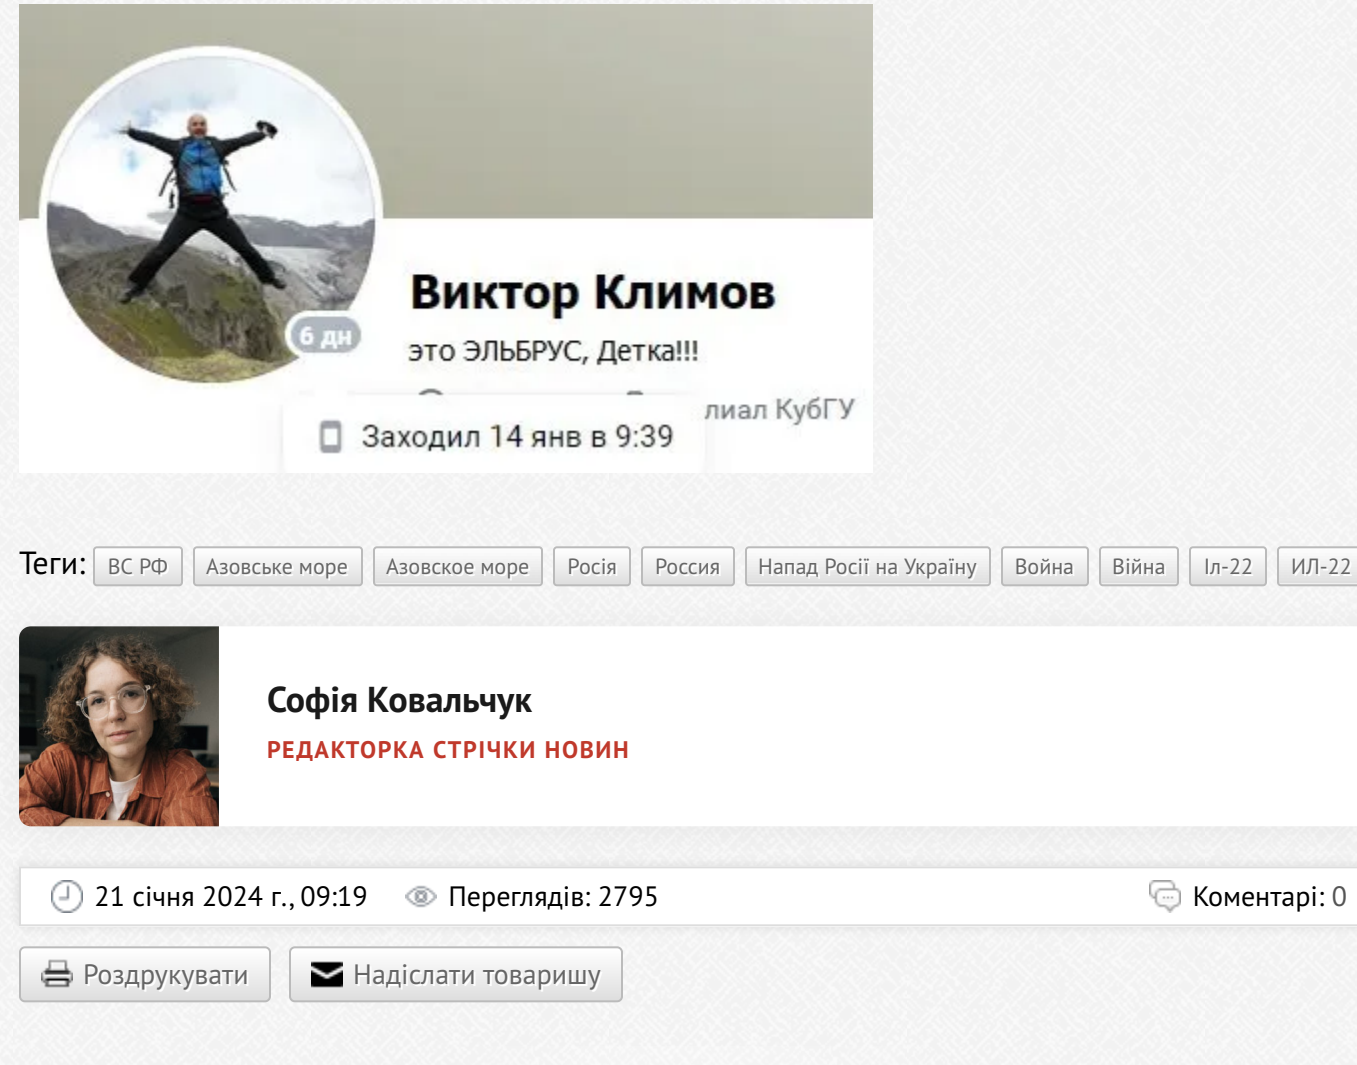 Виктор Климов
6 дн
это ЭЛЬБРУС, Детка!!!
КубГУ
Заходил 14 янв в 9:39
Теги: ВС РФ Азовське море Азовское море Росія Россия Напад Росії на Україну Война Війна Іл-22 ИЛ-22
Софія Ковальчук
РЕДАКТОРКА СТРІЧКИ НОВИН
21 січня 2024 г., 09:19 Переглядів: 2795 Коментарі: 0
Роздрукувати Надіслати товаришу